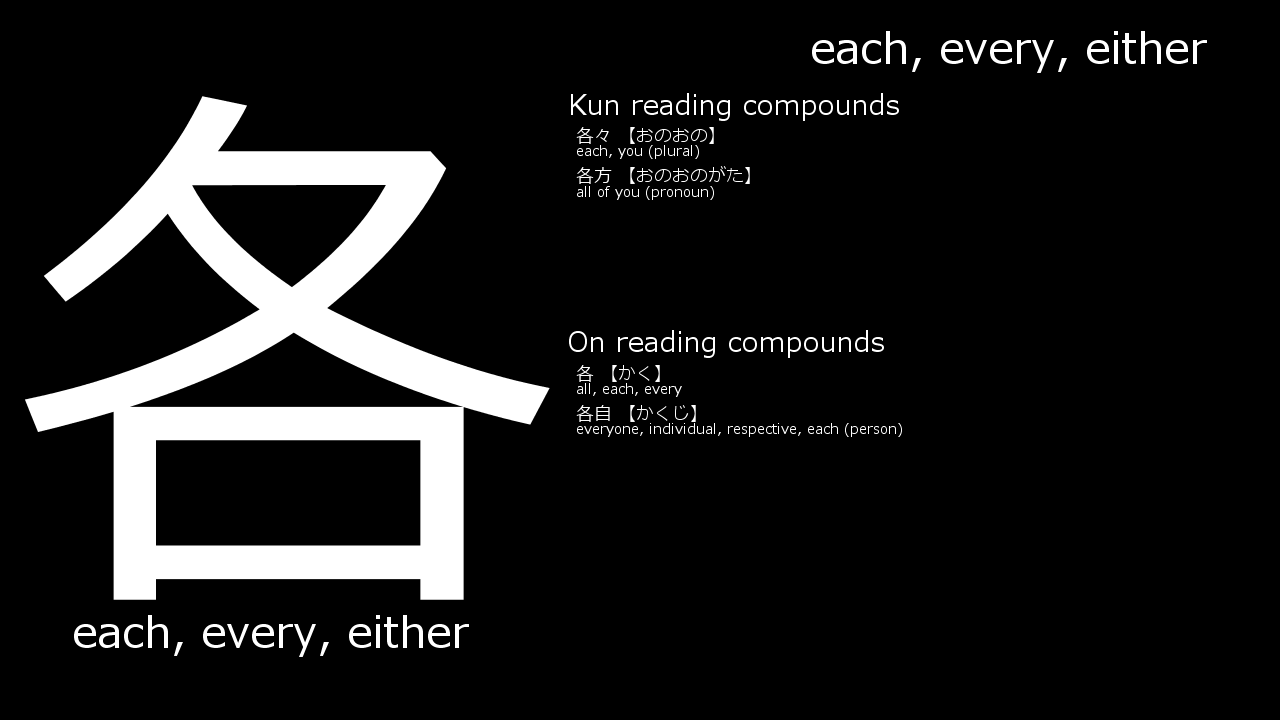 each, every, either
各
Kun reading compounds
各々 【おのおの】
each, you (plural)
各方 【おのおのがた】
all of you (pronoun)
On reading compounds
各 【かく】
all, each, every
各自 【かくじ】
everyone, individual, respective, each (person)
each, every, either